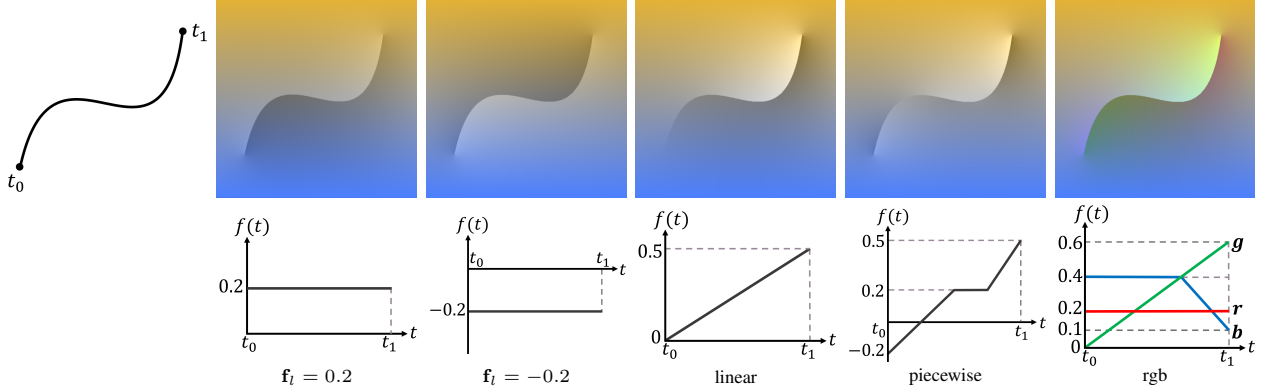 t₁
t₀
f(t)
0.2
t₀
t₁
t
f_l = 0.2
f(t)
t₀
t₁
t
−0.2
f_l = −0.2
f(t)
0.5
0
t₀
t₁
t
linear
f(t)
0.5
0.2
t₀
t₁
t
−0.2
piecewise
f(t)
0.6
g
0.4
0.2
r
0.1
b
0
t₀
t₁
t
rgb